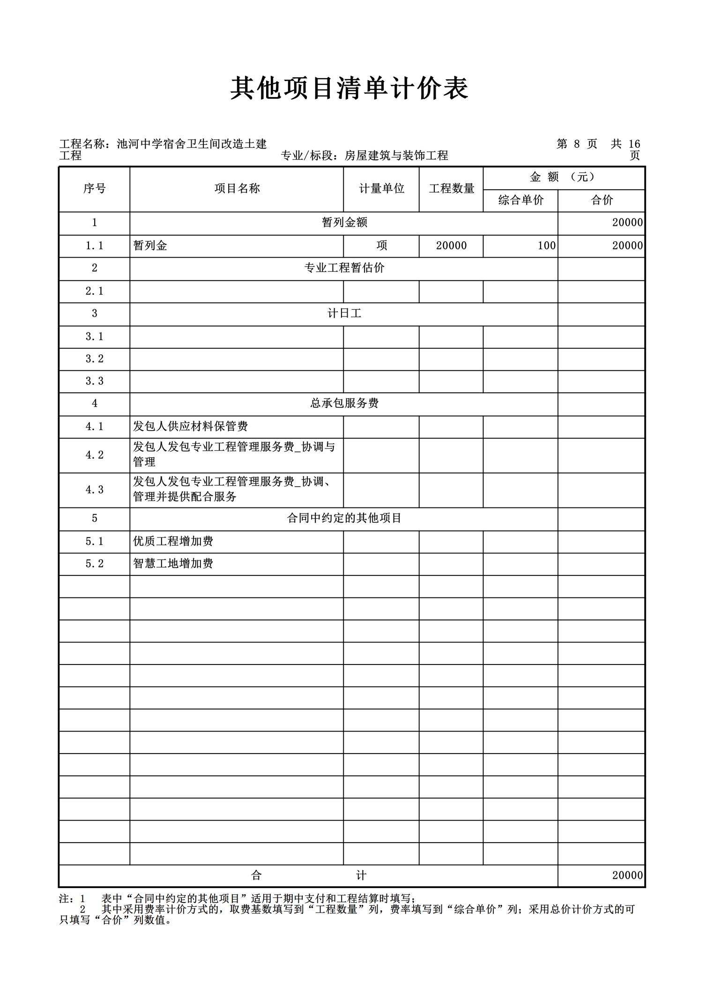 其他项目清单计价表
工程名称：池河中学宿舍卫生间改造土建
工程
专业/标段：房屋建筑与装饰工程
第 8 页 共 16
页
序号 项目名称 计量单位 工程数量 金 额 （元）
综合单价 合价
1 暂列金额 20000
1.1 暂列金 项 20000 100 20000
2 专业工程暂估价
2.1
3 计日工
3.1
3.2
3.3
4 总承包服务费
4.1 发包人供应材料保管费
4.2 发包人发包专业工程管理服务费_协调与
管理
4.3 发包人发包专业工程管理服务费_协调、
管理并提供配合服务
5 合同中约定的其他项目
5.1 优质工程增加费
5.2 智慧工地增加费
合 计 20000
注：1 表中“合同中约定的其他项目”适用于期中支付和工程结算时填写；
2 其中采用费率计价方式的，取费基数填写到“工程数量”列，费率填写到“综合单价”列；采用总价计价方式的可
只填写“合价”列数值。